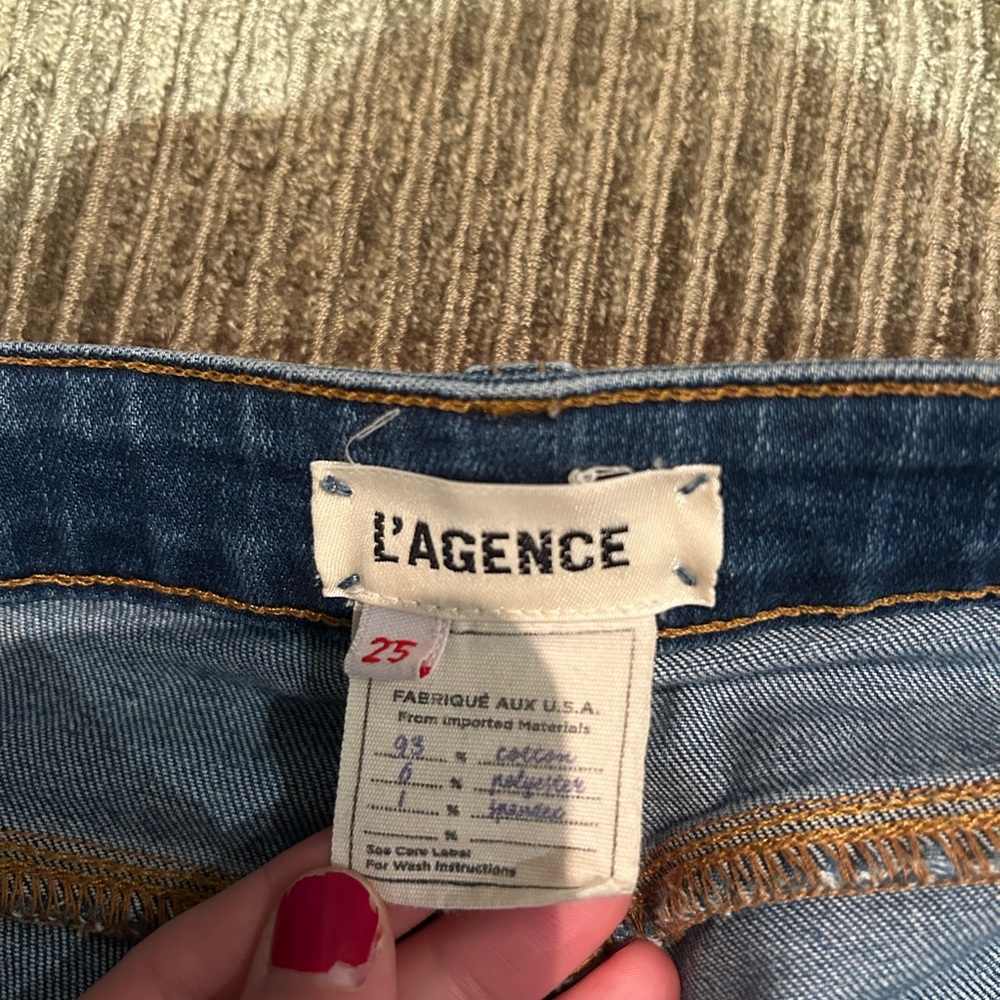 L'AGENCE
25
FABRIQUÉ AUX U.S.A.
From Imported Materials
93 % cotton
6 % polyester
1 % spandex
%
See Care Label
For Wash Instructions